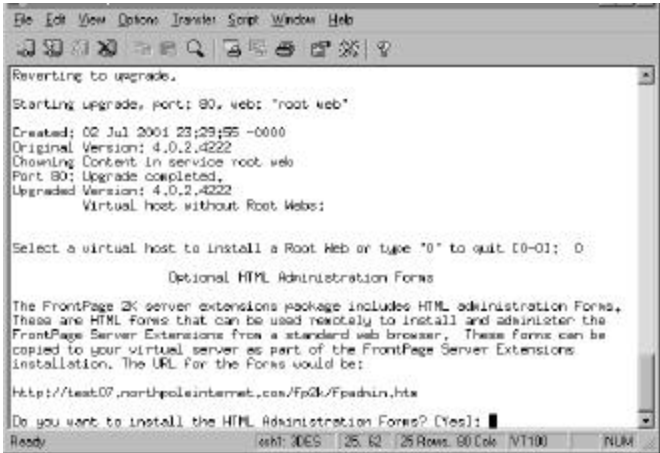 File Edit View Options Transfer Script Window Help
Reverting to upgrade.
Starting upgrade, port: 80, web: "root web"
Created: 02 Jul 2001 23:29:55 -0000
Original Version: 4.0.2.4222
Chowning Content in service root web
Port 80: Upgrade completed.
Upgraded Version: 4.0.2.4222
Virtual host without Root Webs:
Select a virtual host to install a Root Web or type "0" to quit [0-0]: 0
Optional HTML Administration Forms
The FrontPage 2K server extensions package includes HTML administration Forms.
These are HTML forms that can be used remotely to install and administer the
FrontPage Server Extensions from a standard web browser. These forms can be
copied to your virtual server as part of the FrontPage Server Extensions
installation. The URL for the forms would be:
http://test07.northpoleinternet.com/fp2k/fpadmin.htm
Do you want to install the HTML Administration Forms? [Yes]:
Ready ssh1: 3DES 25, 62 25 Rows, 80 Cols VT100 NUM